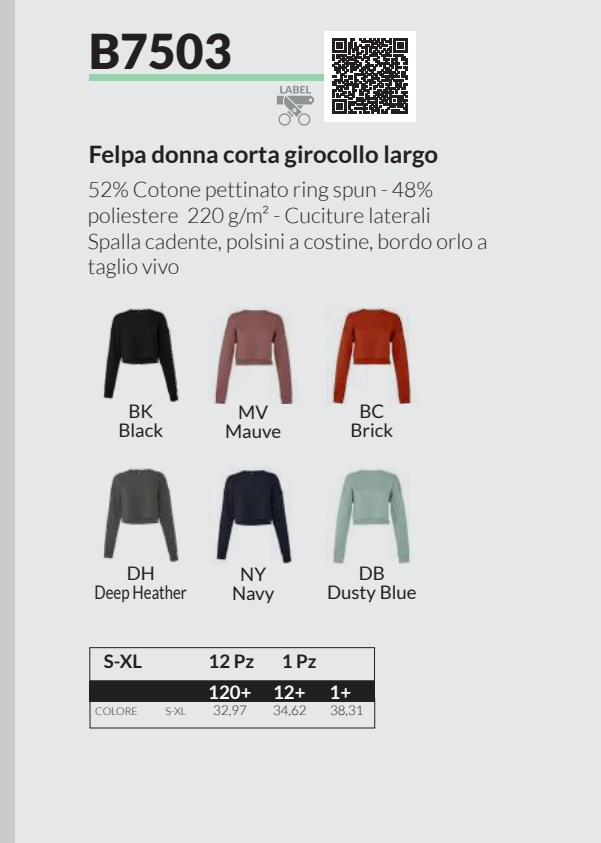 B7503
LABEL
Felpa donna corta girocollo largo
52% Cotone pettinato ring spun - 48%
poliestere 220 g/m² - Cuciture laterali
Spalla cadente, polsini a costine, bordo orlo a
taglio vivo
BK MV BC
Black Mauve Brick
DH NY DB
Deep Heather Navy Dusty Blue
S-XL 12 Pz 1 Pz
120+ 12+ 1+
COLORE S-XL 32,97 34,62 38,31